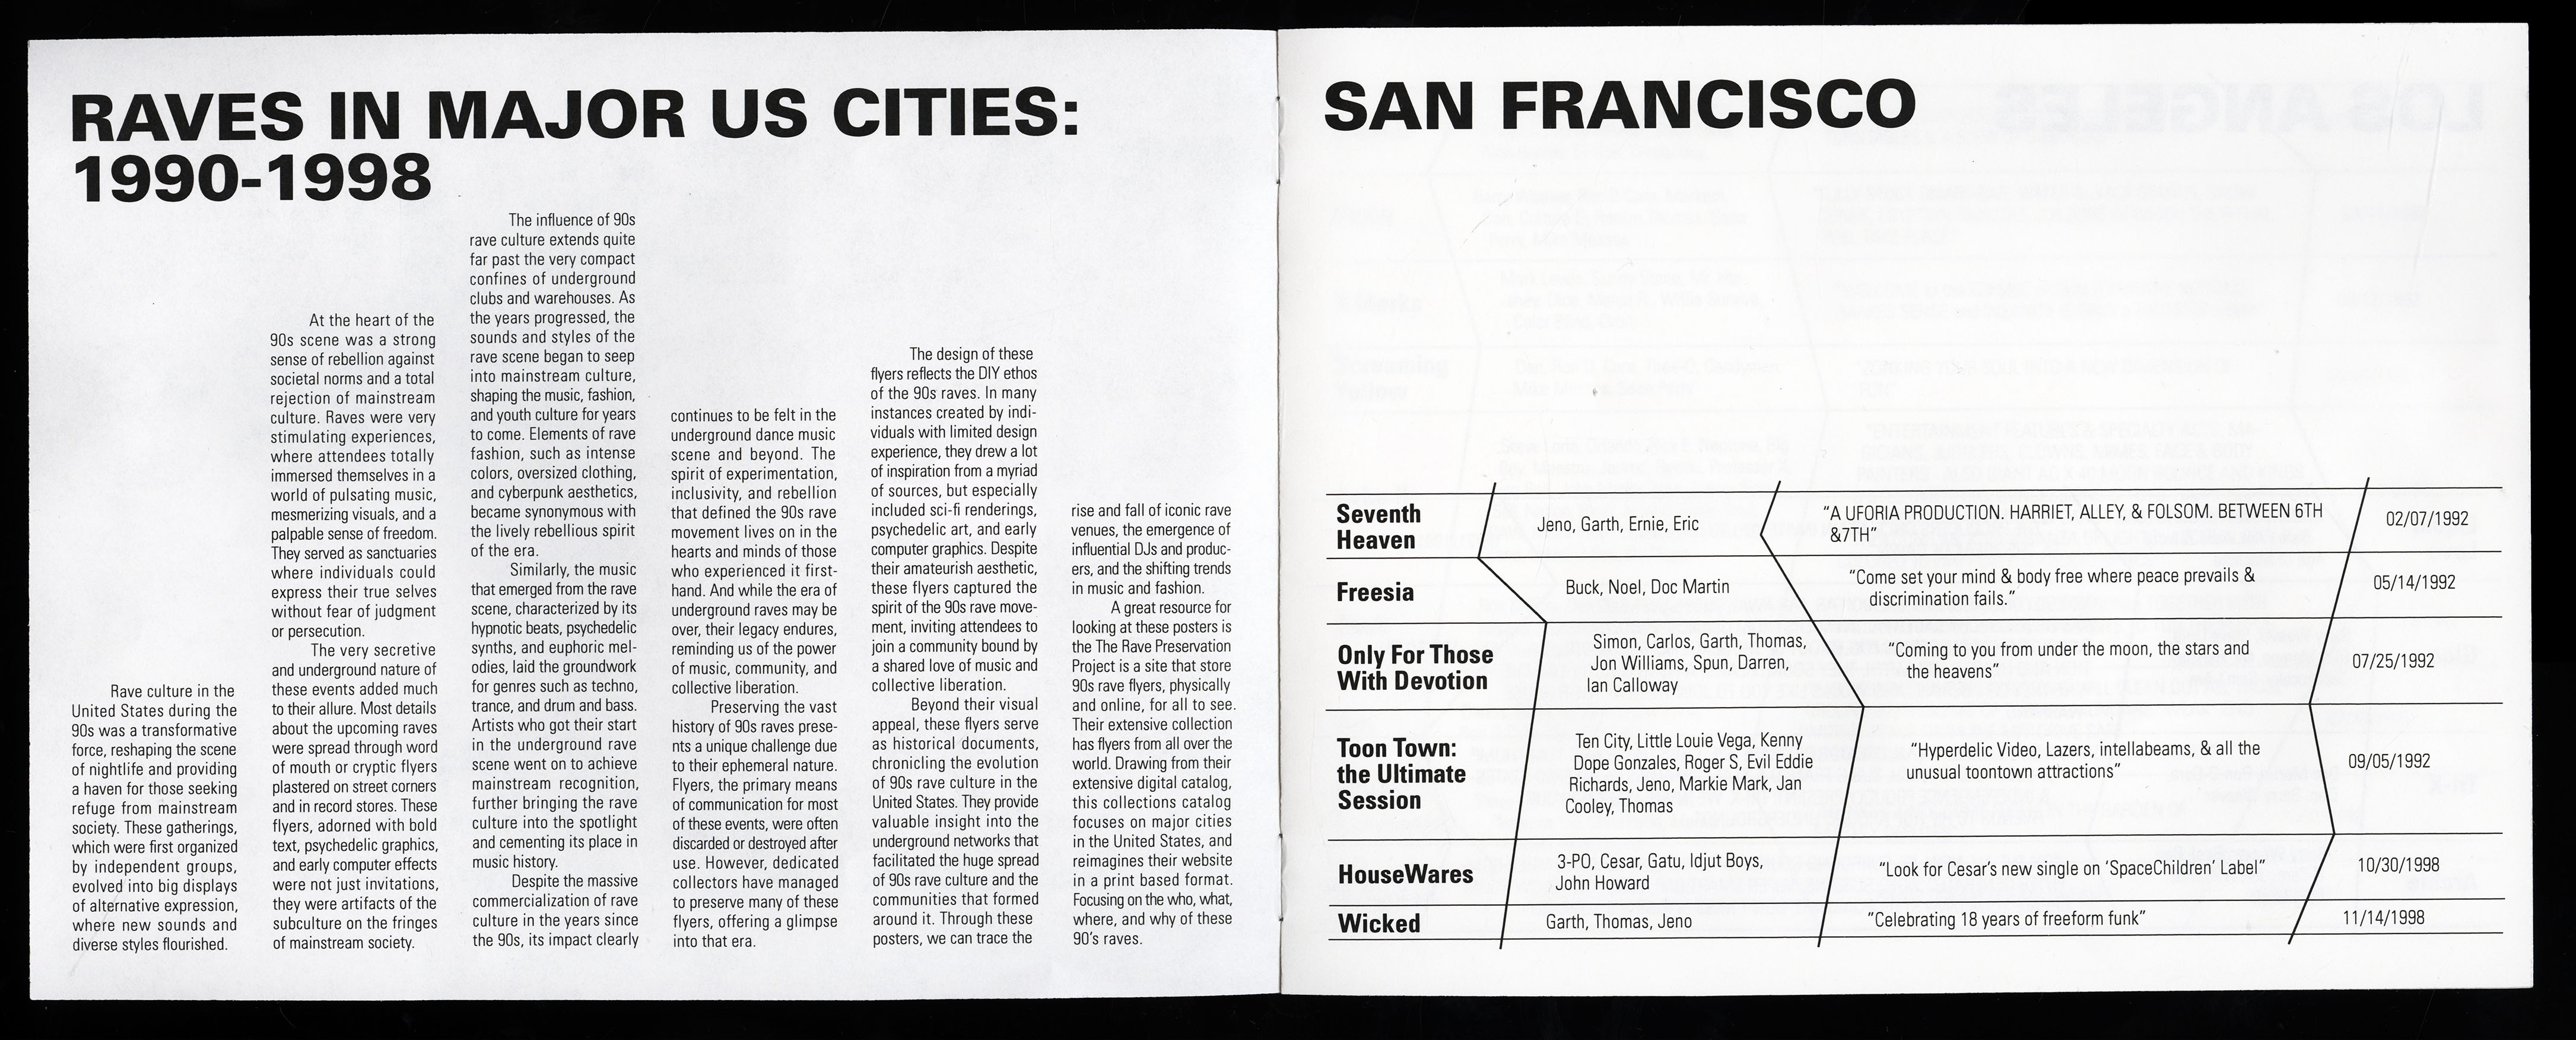 RAVES IN MAJOR US CITIES:
1990-1998
Rave culture in the
United States during the
90s was a transformative
force, reshaping the scene
of nightlife and providing
a haven for those seeking
refuge from mainstream
society. These gatherings,
which were first organized
by independent groups,
evolved into big displays
of alternative expression,
where new sounds and
diverse styles flourished.
At the heart of the
90s scene was a strong
sense of rebellion against
societal norms and a total
rejection of mainstream
culture. Raves were very
stimulating experiences,
where attendees totally
immersed themselves in a
world of pulsating music,
mesmerizing visuals, and a
palpable sense of freedom.
They served as sanctuaries
where individuals could
express their true selves
without fear of judgment
or persecution.
The very secretive
and underground nature of
these events added much
to their allure. Most details
about the upcoming raves
were spread through word
of mouth or cryptic flyers
plastered on street corners
and in record stores. These
flyers, adorned with bold
text, psychedelic graphics,
and early computer effects
were not just invitations,
they were artifacts of the
subculture on the fringes
of mainstream society.
The influence of 90s
rave culture extends quite
far past the very compact
confines of underground
clubs and warehouses. As
the years progressed, the
sounds and styles of the
rave scene began to seep
into mainstream culture,
shaping the music, fashion,
and youth culture for years
to come. Elements of rave
fashion, such as intense
colors, oversized clothing,
and cyberpunk aesthetics,
became synonymous with
the lively rebellious spirit
of the era.
Similarly, the music
that emerged from the rave
scene, characterized by its
hypnotic beats, psychedelic
synths, and euphoric mel-
odies, laid the groundwork
for genres such as techno,
trance, and drum and bass.
Artists who got their start
in the underground rave
scene went on to achieve
mainstream recognition,
further bringing the rave
culture into the spotlight
and cementing its place in
music history.
Despite the massive
commercialization of rave
culture in the years since
the 90s, its impact clearly
continues to be felt in the
underground dance music
scene and beyond. The
spirit of experimentation,
inclusivity, and rebellion
that defined the 90s rave
movement lives on in the
hearts and minds of those
who experienced it first-
hand. And while the era of
underground raves may be
over, their legacy endures,
reminding us of the power
of music, community, and
collective liberation.
Preserving the vast
history of 90s raves prese-
nts a unique challenge due
to their ephemeral nature.
Flyers, the primary means
of communication for most
of these events, were often
discarded or destroyed after
use. However, dedicated
collectors have managed
to preserve many of these
flyers, offering a glimpse
into that era.
The design of these
flyers reflects the DIY ethos
of the 90s raves. In many
instances created by indi-
viduals with limited design
experience, they drew a lot
of inspiration from a myriad
of sources, but especially
included sci-fi renderings,
psychedelic art, and early
computer graphics. Despite
their amateurish aesthetic,
these flyers captured the
spirit of the 90s rave move-
ment, inviting attendees to
join a community bound by
a shared love of music and
collective liberation.
Beyond their visual
appeal, these flyers serve
as historical documents,
chronicling the evolution
of 90s rave culture in the
United States. They provide
valuable insight into the
underground networks that
facilitated the huge spread
of 90s rave culture and the
communities that formed
around it. Through these
posters, we can trace the
rise and fall of iconic rave
venues, the emergence of
influential DJs and produc-
ers, and the shifting trends
in music and fashion.
A great resource for
looking at these posters is
the The Rave Preservation
Project is a site that store
90s rave flyers, physically
and online, for all to see.
Their extensive collection
has flyers from all over the
world. Drawing from their
extensive digital catalog,
this collections catalog
focuses on major cities
in the United States, and
reimagines their website
in a print based format.
Focusing on the who, what,
where, and why of these
90's raves.
SAN FRANCISCO
Seventh
Heaven
Jeno, Garth, Ernie, Eric
“A UFORIA PRODUCTION. HARRIET, ALLEY, & FOLSOM. BETWEEN 6TH
&7TH”
02/07/1992
Freesia
Buck, Noel, Doc Martin
“Come set your mind & body free where peace prevails &
discrimination fails.”
05/14/1992
Only For Those
With Devotion
Simon, Carlos, Garth, Thomas,
Jon Williams, Spun, Darren,
Ian Calloway
“Coming to you from under the moon, the stars and
the heavens”
07/25/1992
Toon Town:
the Ultimate
Session
Ten City, Little Louie Vega, Kenny
Dope Gonzales, Roger S, Evil Eddie
Richards, Jeno, Markie Mark, Jan
Cooley, Thomas
“Hyperdelic Video, Lazers, intellabeams, & all the
unusual toontown attractions”
09/05/1992
HouseWares
3-PO, Cesar, Gatu, Idjut Boys,
John Howard
“Look for Cesar’s new single on ‘SpaceChildren’ Label”
10/30/1998
Wicked
Garth, Thomas, Jeno
“Celebrating 18 years of freeform funk”
11/14/1998